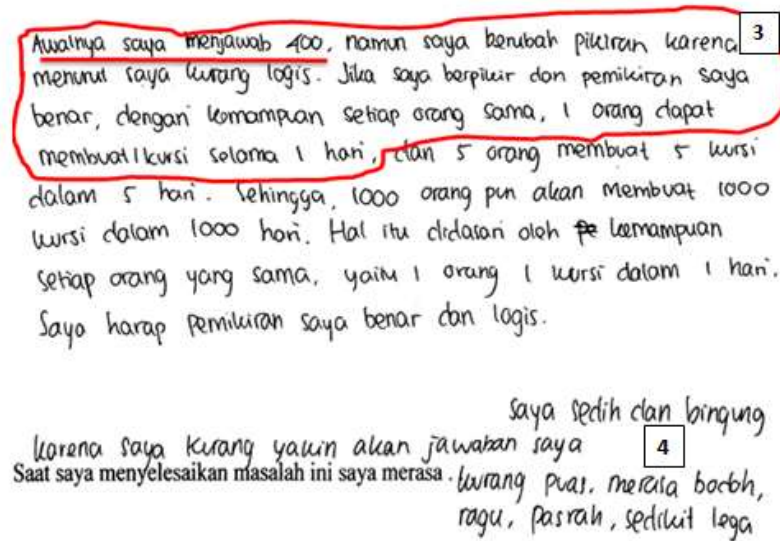 Awalnya saya menjawab 400, namun saya berubah pikiran karena 3
menurut saya kurang logis. Jika saya berpikir dan pemikiran saya
benar, dengan kemampuan setiap orang sama, 1 orang dapat
membuat 1 kursi selama 1 hari, dan 5 orang membuat 5 kursi
dalam 5 hari. Sehingga, 1000 orang pun akan membuat 1000
kursi dalam 1000 hari. Hal itu didasari oleh kemampuan
setiap orang yang sama, yaitu 1 orang 1 kursi dalam 1 hari.
Saya harap pemikiran saya benar dan logis.
saya sedih dan bingung
karena saya kurang yakin akan jawaban saya 4
Saat saya menyelesaikan masalah ini saya merasa . kurang puas, merasa bodoh,
ragu, pasrah, sedikit lega